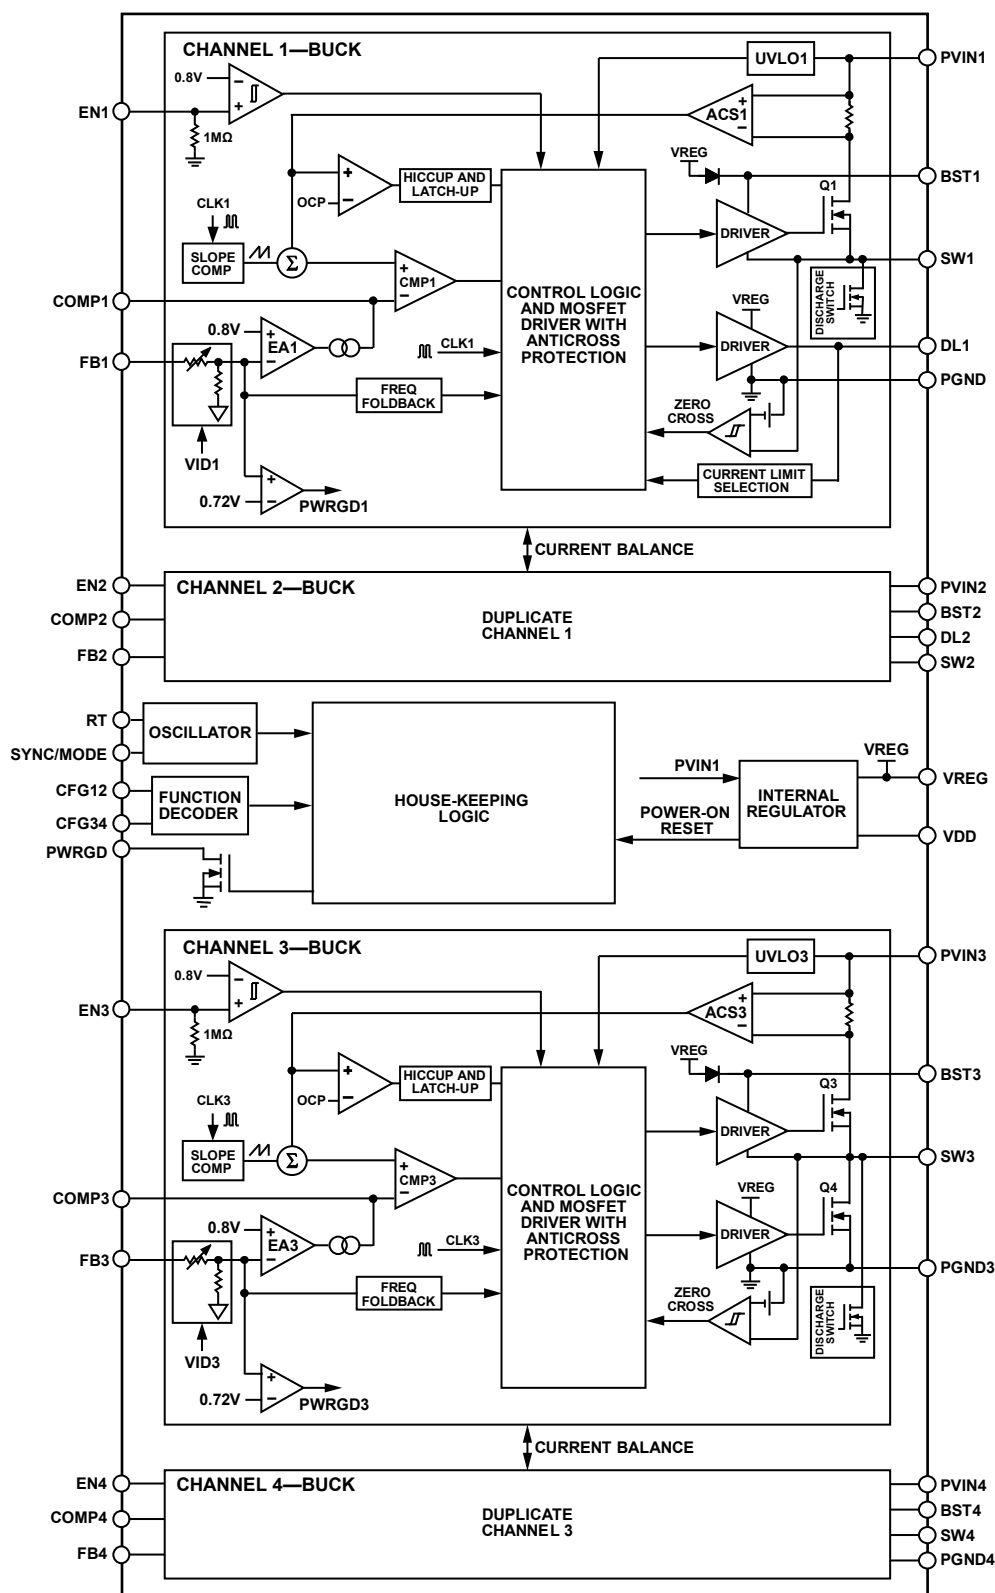 CHANNEL 1—BUCK
UVLO1
PVIN1
0.8V
EN1
1MΩ
ACS1
VREG
BST1
HICCUP AND
LATCH-UP
OCP
Q1
CLK1
DRIVER
SLOPE
COMP
Σ
CMP1
SW1
CONTROL LOGIC
AND MOSFET
DRIVER WITH
ANTICROSS
PROTECTION
DISCHARGE
SWITCH
COMP1
VREG
0.8V
EA1
CLK1
DRIVER
DL1
FB1
PGND
FREQ
FOLDBACK
ZERO
CROSS
VID1
CURRENT LIMIT
SELECTION
0.72V
PWRGD1
CURRENT BALANCE
EN2
CHANNEL 2—BUCK
PVIN2
BST2
COMP2
DUPLICATE
CHANNEL 1
DL2
FB2
SW2
RT
OSCILLATOR
SYNC/MODE
CFG12
FUNCTION
DECODER
CFG34
HOUSE-KEEPING
LOGIC
PVIN1
POWER-ON
RESET
INTERNAL
REGULATOR
VREG
VREG
VDD
PWRGD
CHANNEL 3—BUCK
UVLO3
PVIN3
0.8V
EN3
1MΩ
ACS3
VREG
BST3
HICCUP AND
LATCH-UP
OCP
Q3
CLK3
DRIVER
SLOPE
COMP
Σ
CMP3
SW3
CONTROL LOGIC
AND MOSFET
DRIVER WITH
ANTICROSS
PROTECTION
COMP3
VREG
Q4
0.8V
EA3
CLK3
DRIVER
FB3
PGND3
FREQ
FOLDBACK
ZERO
CROSS
DISCHARGE
SWITCH
VID3
0.72V
PWRGD3
CURRENT BALANCE
EN4
CHANNEL 4—BUCK
PVIN4
BST4
COMP4
DUPLICATE
CHANNEL 3
SW4
FB4
PGND4